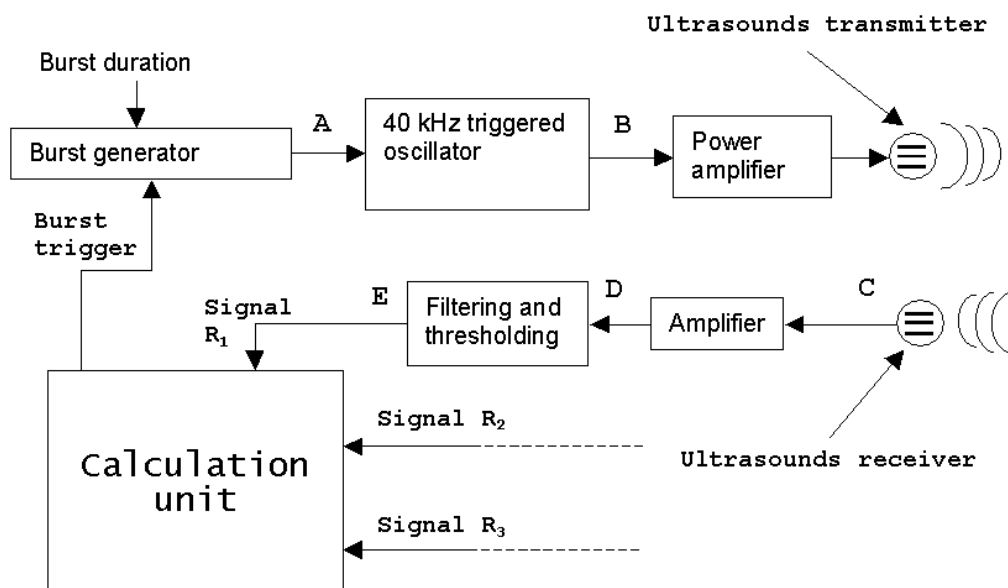 Ultrasounds transmitter
Burst duration
Burst generator
A
40 kHz triggered
oscillator
B
Power
amplifier
Burst
trigger
Signal
R₁
E
Filtering and
thresholding
D
Amplifier
C
Calculation
unit
Signal R₂
Signal R₃
Ultrasounds receiver